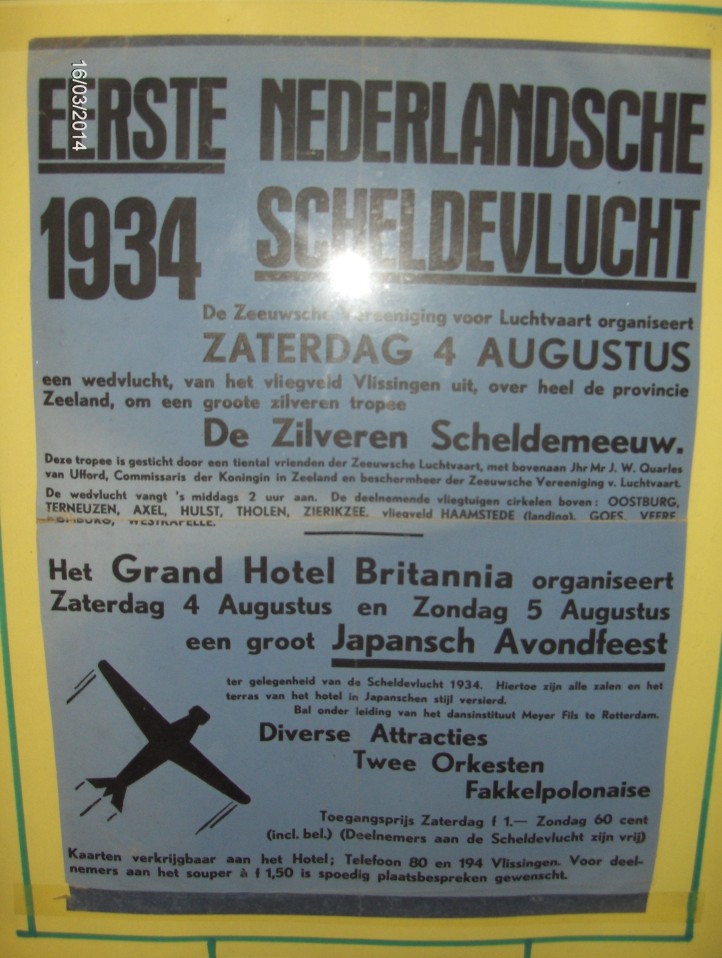 16/03/2014
EERSTE NEDERLANDSCHE
1934 SCHELDEVLUCHT
De Zeeuwsche Vereeniging voor Luchtvaart organiseert
ZATERDAG 4 AUGUSTUS
een wedvlucht, van het vliegveld Vlissingen uit, over heel de provincie
Zeeland, om een groote zilveren tropee
De Zilveren Scheldemeeuw.
Deze tropee is gesticht door een tiental vrienden der Zeeuwsche Luchtvaart, met bovenaan Jhr Mr J. W. Quarles
van Ufford, Commissaris der Koningin in Zeeland en beschermheer der Zeeuwsche Vereeniging v. Luchtvaart.
De wedvlucht vangt 's middags 2 uur aan. De deelnemende vliegtuigen cirkelen boven: OOSTBURG,
TERNEUZEN, AXEL, HULST, THOLEN, ZIERIKZEE, vliegveld HAAMSTEDE (landing), GOES, VEERE,
DOMBURG, WESTKAPELLE.
Het Grand Hotel Britannia organiseert
Zaterdag 4 Augustus en Zondag 5 Augustus
een groot Japansch Avondfeest
ter gelegenheid van de Scheldevlucht 1934. Hiertoe zijn alle zalen en het
terras van het hotel in Japanschen stijl versierd.
Bal onder leiding van het dansinstituut Meyer Fils te Rotterdam.
Diverse Attracties
Twee Orkesten
Fakkelpolonaise
Toegangsprijs Zaterdag f 1.— Zondag 60 cent
(incl. bel.) (Deelnemers aan de Scheldevlucht zijn vrij)
Kaarten verkrijgbaar aan het Hotel; Telefoon 80 en 194 Vlissingen. Voor deel-
nemers aan het souper à f 1,50 is spoedig plaatsbespreken gewenscht.